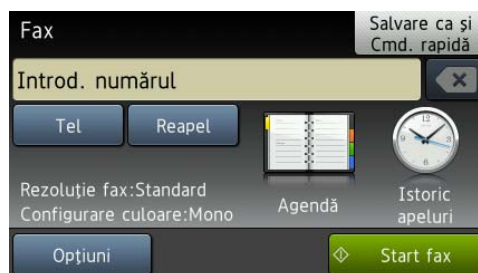 Fax
Salvare ca și
Cmd. rapidă
Introd. numărul
Tel
Reapel
Rezoluție fax:Standard
Configurare culoare:Mono
Agendă
Istoric
apeluri
Opțiuni
Start fax